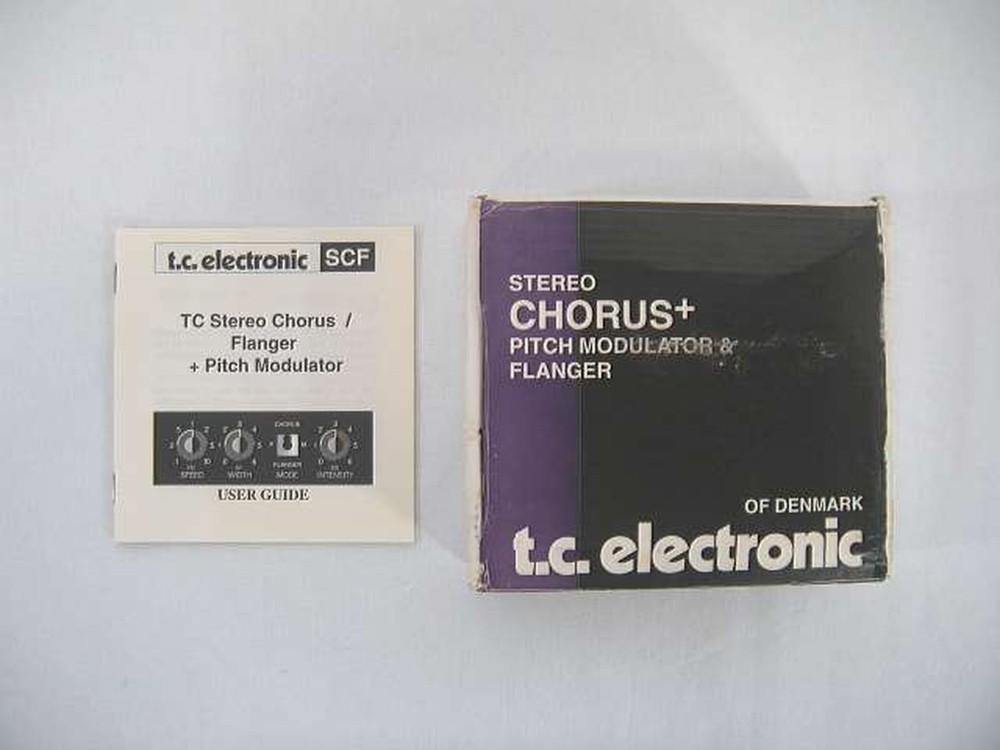 t.c. electronic SCF
TC Stereo Chorus /
Flanger
+ Pitch Modulator
CHORUS
FLANGER
SPEED WIDTH MODE INTENSITY
USER GUIDE
STEREO
CHORUS+
PITCH MODULATOR &
FLANGER
OF DENMARK
t.c. electronic